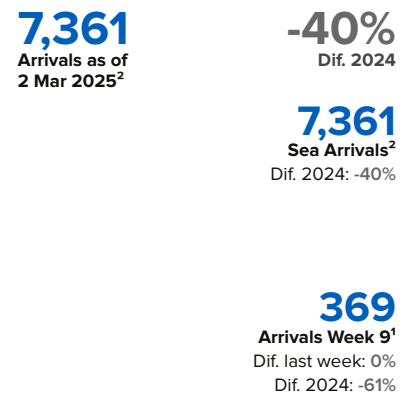 7,361
Arrivals as of
2 Mar 2025²
-40%
Dif. 2024
7,361
Sea Arrivals²
Dif. 2024: -40%
369
Arrivals Week 9¹
Dif. last week: 0%
Dif. 2024: -61%